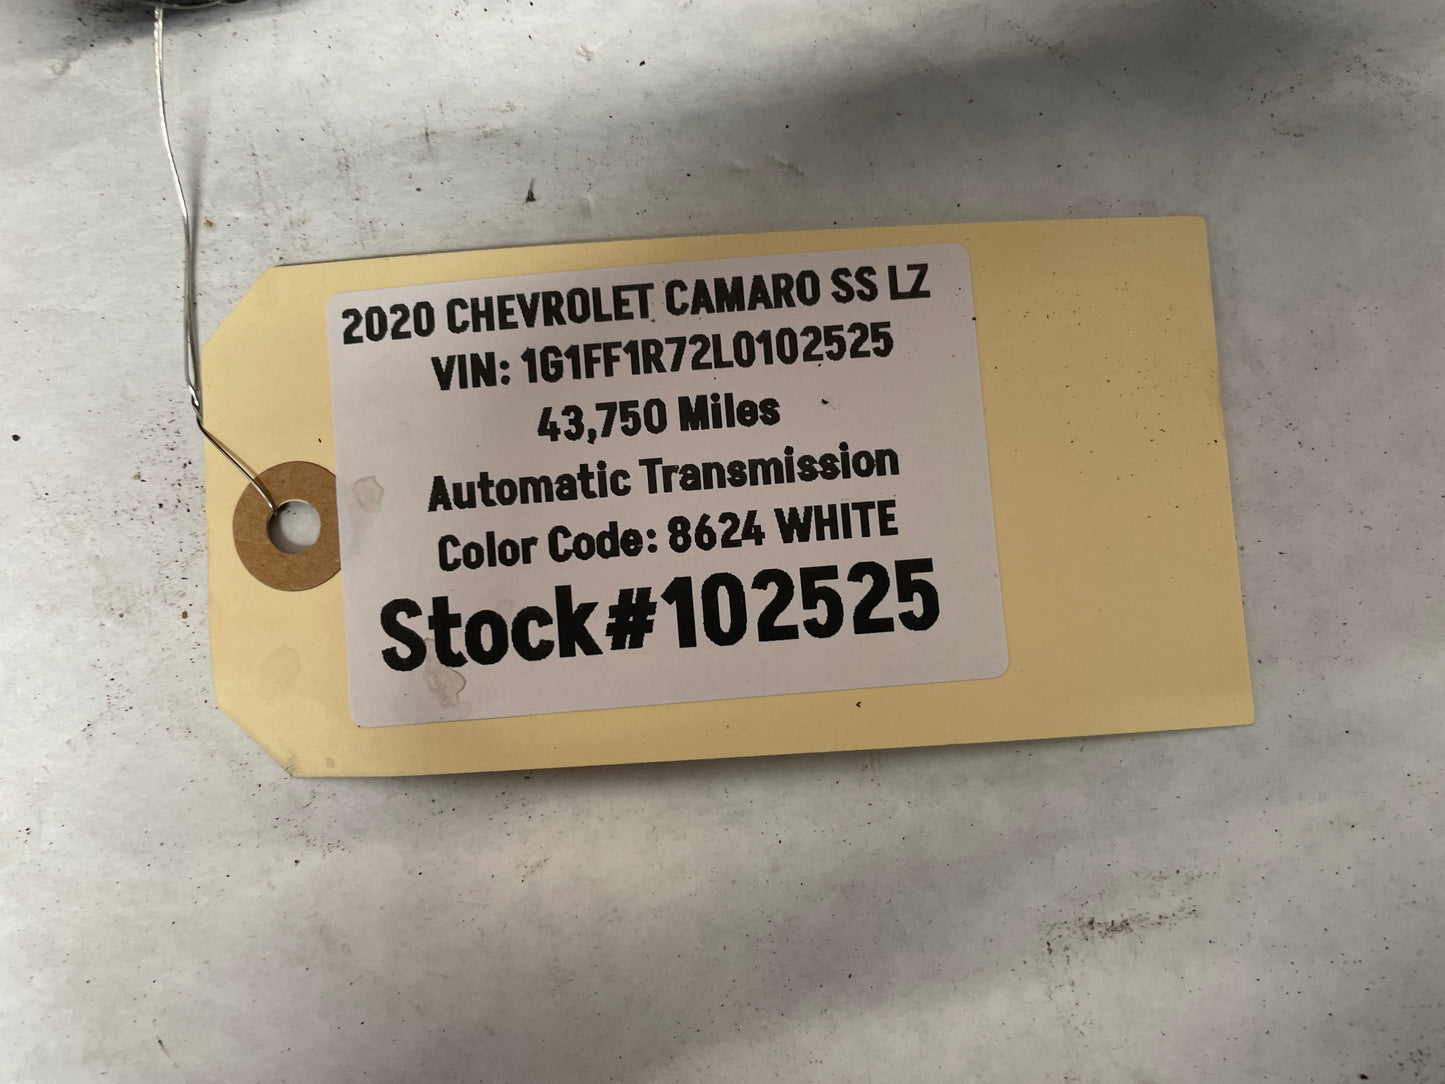 2020 CHEVROLET CAMARO SS LZ
VIN: 1G1FF1R72L0102525
43,750 Miles
Automatic Transmission
Color Code: 8624 WHITE
Stock#102525